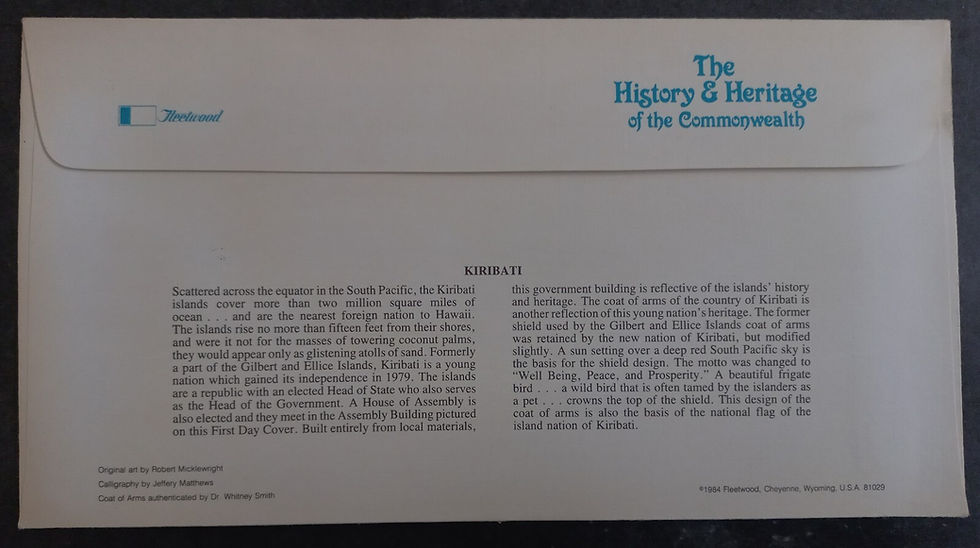 The
History & Heritage
of the Commonwealth
Fleetwood
KIRIBATI
Scattered across the equator in the South Pacific, the Kiribati
islands cover more than two million square miles of
ocean . . . and are the nearest foreign nation to Hawaii.
The islands rise no more than fifteen feet from their shores,
and were it not for the masses of towering coconut palms,
they would appear only as glistening atolls of sand. Formerly
a part of the Gilbert and Ellice Islands, Kiribati is a young
nation which gained its independence in 1979. The islands
are a republic with an elected Head of State who also serves
as the Head of the Government. A House of Assembly is
also elected and they meet in the Assembly Building pictured
on this First Day Cover. Built entirely from local materials,
this government building is reflective of the islands' history
and heritage. The coat of arms of the country of Kiribati is
another reflection of this young nation's heritage. The former
shield used by the Gilbert and Ellice Islands coat of arms
was retained by the new nation of Kiribati, but modified
slightly. A sun setting over a deep red South Pacific sky is
the basis for the shield design. The motto was changed to
“Well Being, Peace, and Prosperity.” A beautiful frigate
bird . . . a wild bird that is often tamed by the islanders as
a pet . . . crowns the top of the shield. This design of the
coat of arms is also the basis of the national flag of the
island nation of Kiribati.
Original art by Robert Micklewright
Calligraphy by Jeffery Matthews
Coat of Arms authenticated by Dr. Whitney Smith
©1984 Fleetwood, Cheyenne, Wyoming, U.S.A. 81029